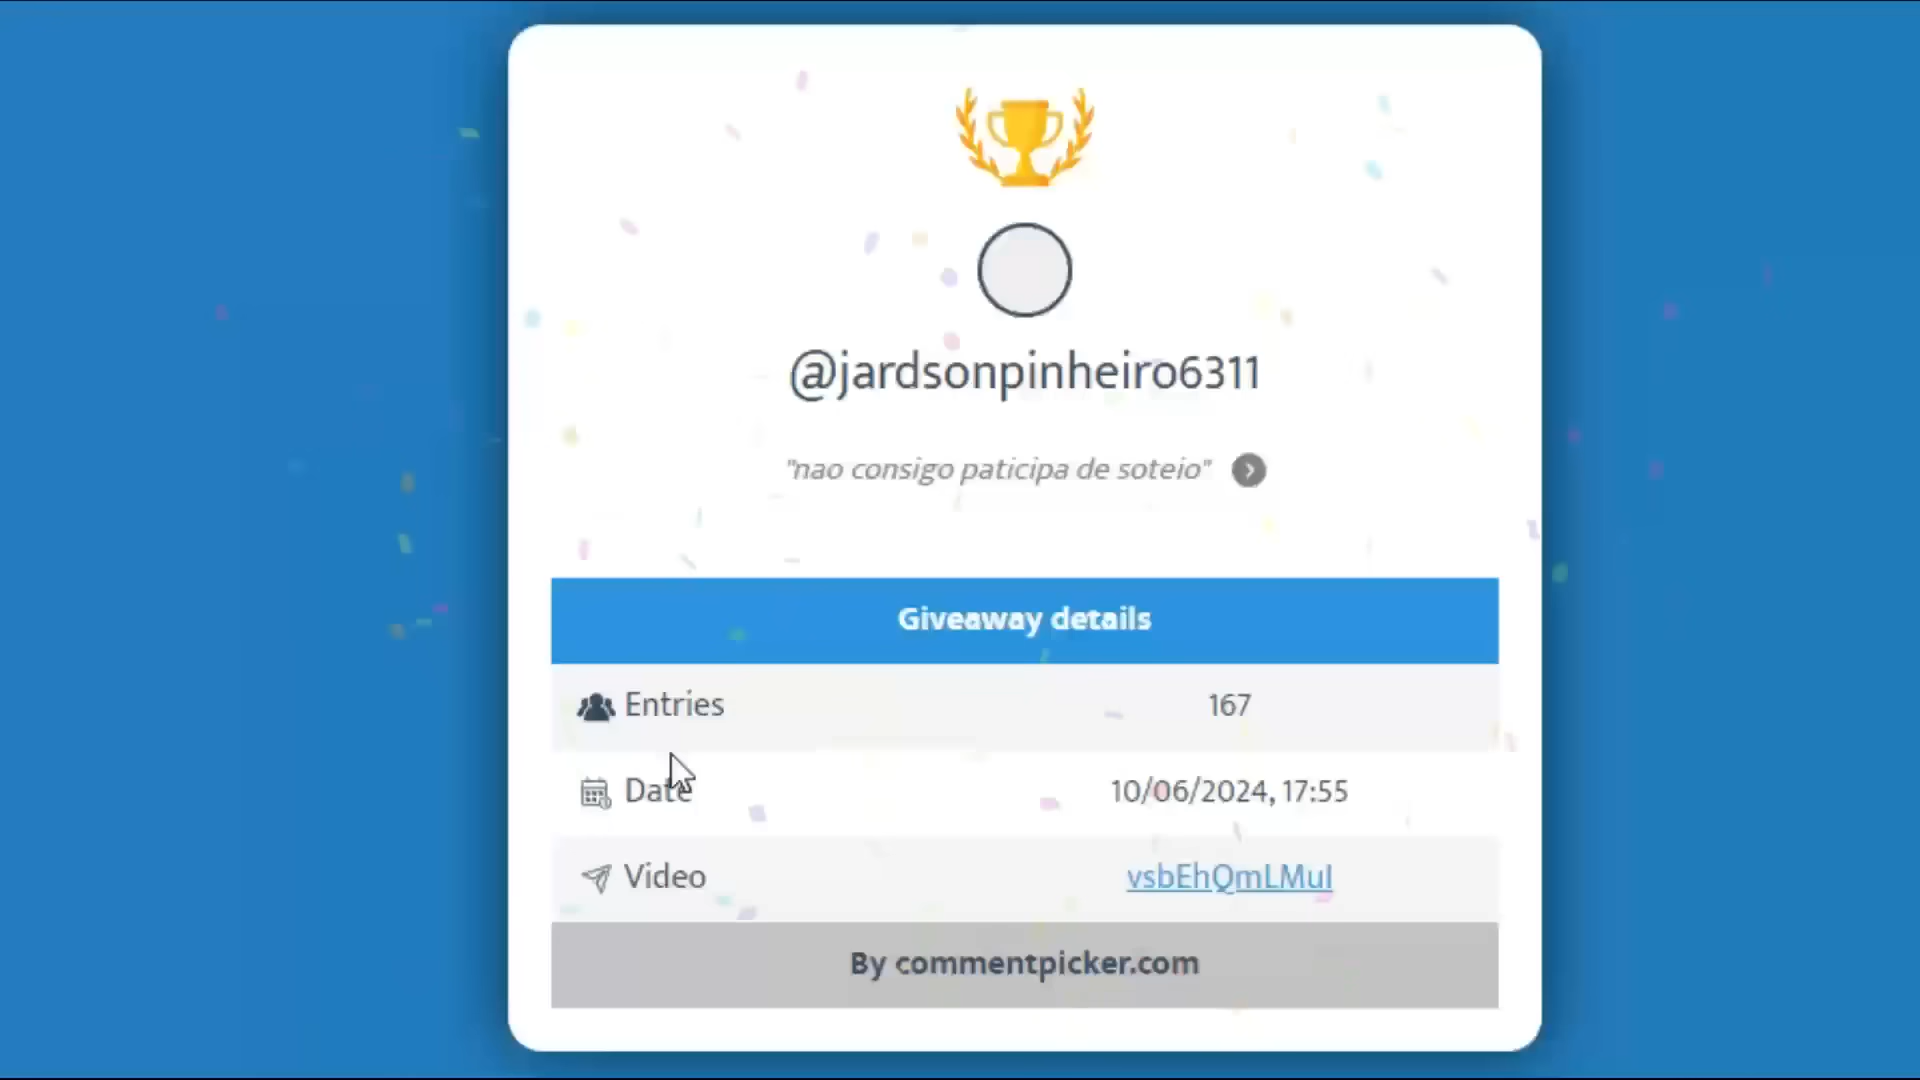 @jardsonpinheiro6311
"nao consigo paticipa de soteio"
Giveaway details
Entries 167
Date 10/06/2024, 17:55
Video vsbEhQmLMuI
By commentpicker.com